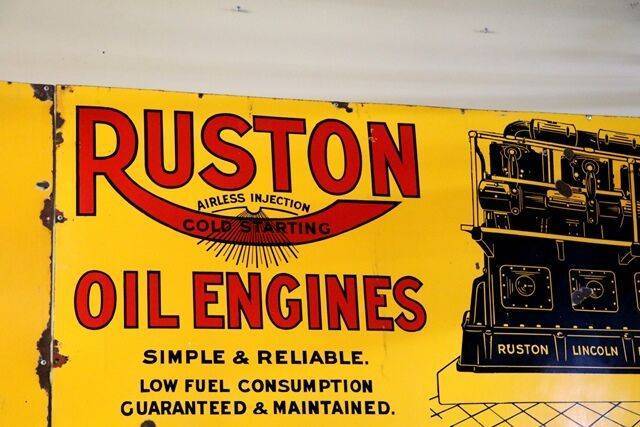 RUSTON
AIRLESS INJECTION
COLD STARTING
OIL ENGINES
SIMPLE & RELIABLE.
LOW FUEL CONSUMPTION
GUARANTEED & MAINTAINED.
RUSTON LINCOLN